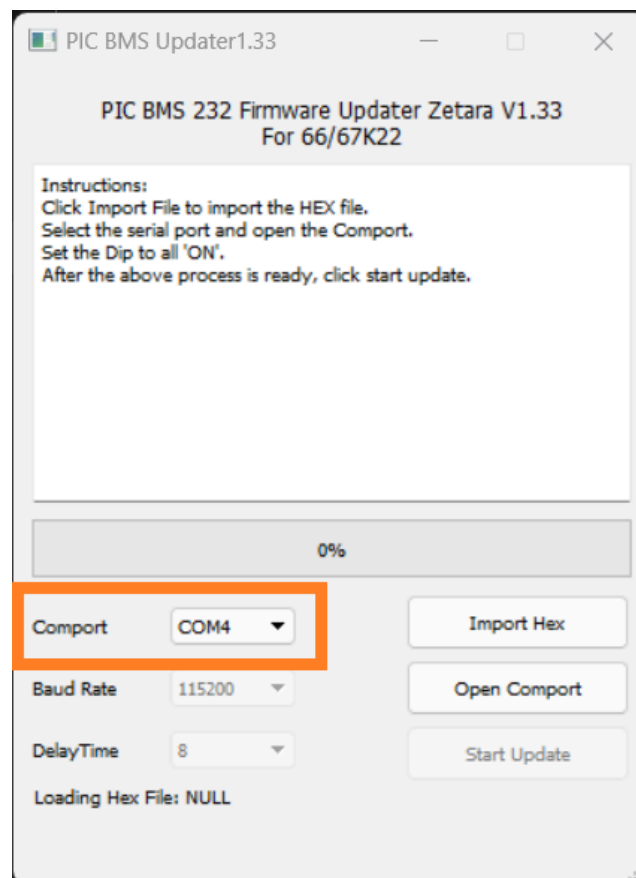 PIC BMS Updater1.33
PIC BMS 232 Firmware Updater Zetara V1.33
For 66/67K22
Instructions:
Click Import File to import the HEX file.
Select the serial port and open the Comport.
Set the Dip to all 'ON'.
After the above process is ready, click start update.
0%
Comport COM4 Import Hex
Baud Rate 115200 Open Comport
DelayTime 8 Start Update
Loading Hex File: NULL